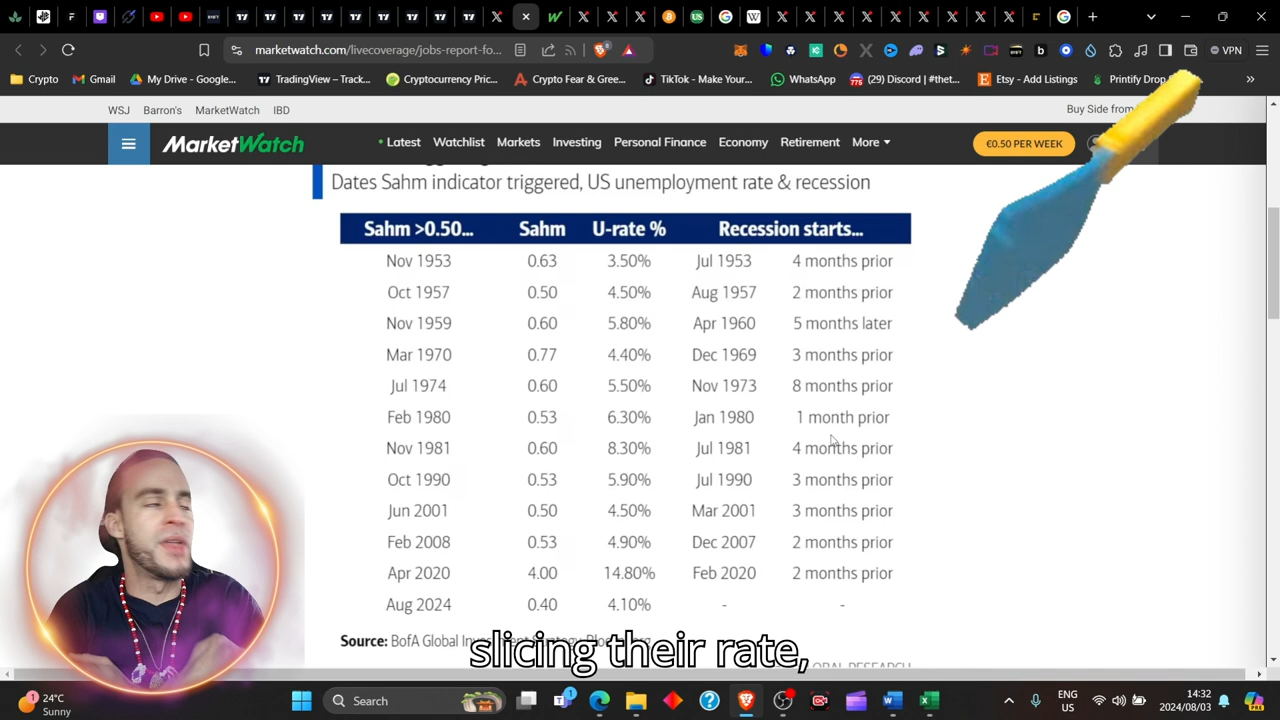 marketwatch.com/livecoverage/jobs-report-fo...
VPN
Crypto
Gmail
My Drive - Google...
TradingView – Track...
Cryptocurrency Pric...
Crypto Fear & Gree...
TikTok - Make Your...
WhatsApp
(29) Discord | #thet...
Etsy - Add Listings
Printify Drop
WSJ Barron's MarketWatch IBD
Buy Side from
MarketWatch
Latest Watchlist Markets Investing Personal Finance Economy Retirement More
€0.50 PER WEEK
Dates Sahm indicator triggered, US unemployment rate & recession
Sahm >0.50... Sahm U-rate % Recession starts...
Nov 1953 0.63 3.50% Jul 1953 4 months prior
Oct 1957 0.50 4.50% Aug 1957 2 months prior
Nov 1959 0.60 5.80% Apr 1960 5 months later
Mar 1970 0.77 4.40% Dec 1969 3 months prior
Jul 1974 0.60 5.50% Nov 1973 8 months prior
Feb 1980 0.53 6.30% Jan 1980 1 month prior
Nov 1981 0.60 8.30% Jul 1981 4 months prior
Oct 1990 0.53 5.90% Jul 1990 3 months prior
Jun 2001 0.50 4.50% Mar 2001 3 months prior
Feb 2008 0.53 4.90% Dec 2007 2 months prior
Apr 2020 4.00 14.80% Feb 2020 2 months prior
Aug 2024 0.40 4.10% - -
Source: BofA Global
slicing their rate,
24°C
Sunny
Search
ENG
US
14:32
2024/08/03